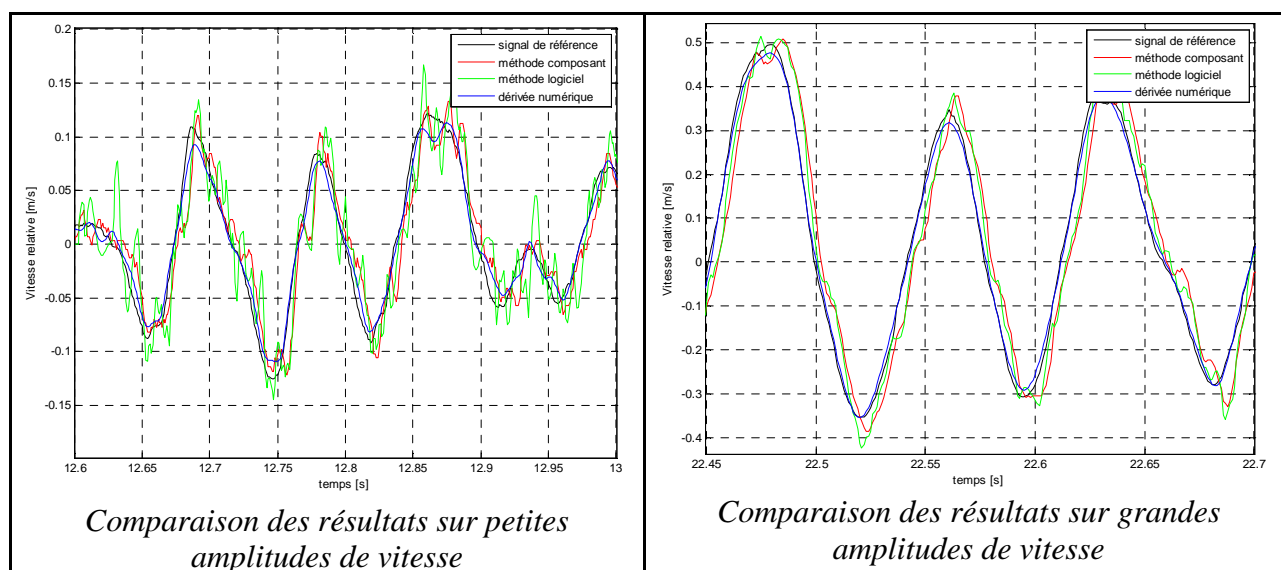 0.2
0.15
0.1
0.05
0
-0.05
-0.1
-0.15
Vitesse relative [m/s]
signal de référence
méthode composant
méthode logiciel
dérivée numérique
12.6 12.65 12.7 12.75 12.8 12.85 12.9 12.95 13
temps [s]
Comparaison des résultats sur petites
amplitudes de vitesse
0.5
0.4
0.3
0.2
0.1
0
-0.1
-0.2
-0.3
-0.4
Vitesse relative [m/s]
signal de référence
méthode composant
méthode logiciel
dérivée numérique
22.45 22.5 22.55 22.6 22.65 22.7
temps [s]
Comparaison des résultats sur grandes
amplitudes de vitesse